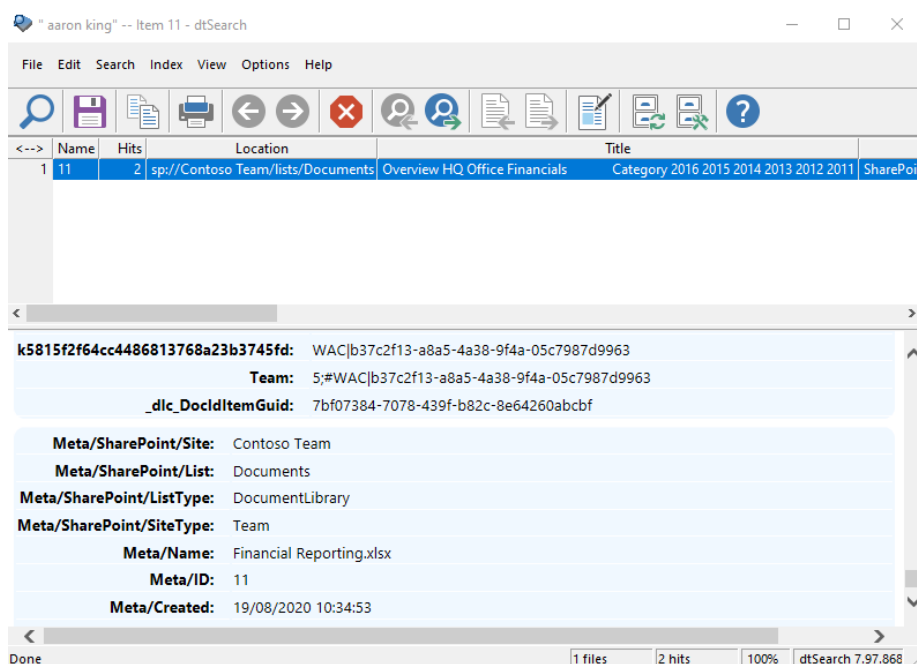 " aaron king" -- Item 11 - dtSearch
File Edit Search Index View Options Help
<--> Name Hits Location Title
1 11 2 sp://Contoso Team/lists/Documents Overview HQ Office Financials Category 2016 2015 2014 2013 2012 2011 SharePoi
k5815f2f64cc4486813768a23b3745fd: WAC|b37c2f13-a8a5-4a38-9f4a-05c7987d9963
Team: 5;#WAC|b37c2f13-a8a5-4a38-9f4a-05c7987d9963
_dlc_DocIdItemGuid: 7bf07384-7078-439f-b82c-8e64260abcbf
Meta/SharePoint/Site: Contoso Team
Meta/SharePoint/List: Documents
Meta/SharePoint/ListType: DocumentLibrary
Meta/SharePoint/SiteType: Team
Meta/Name: Financial Reporting.xlsx
Meta/ID: 11
Meta/Created: 19/08/2020 10:34:53
Done 1 files 2 hits 100% dtSearch 7.97.868